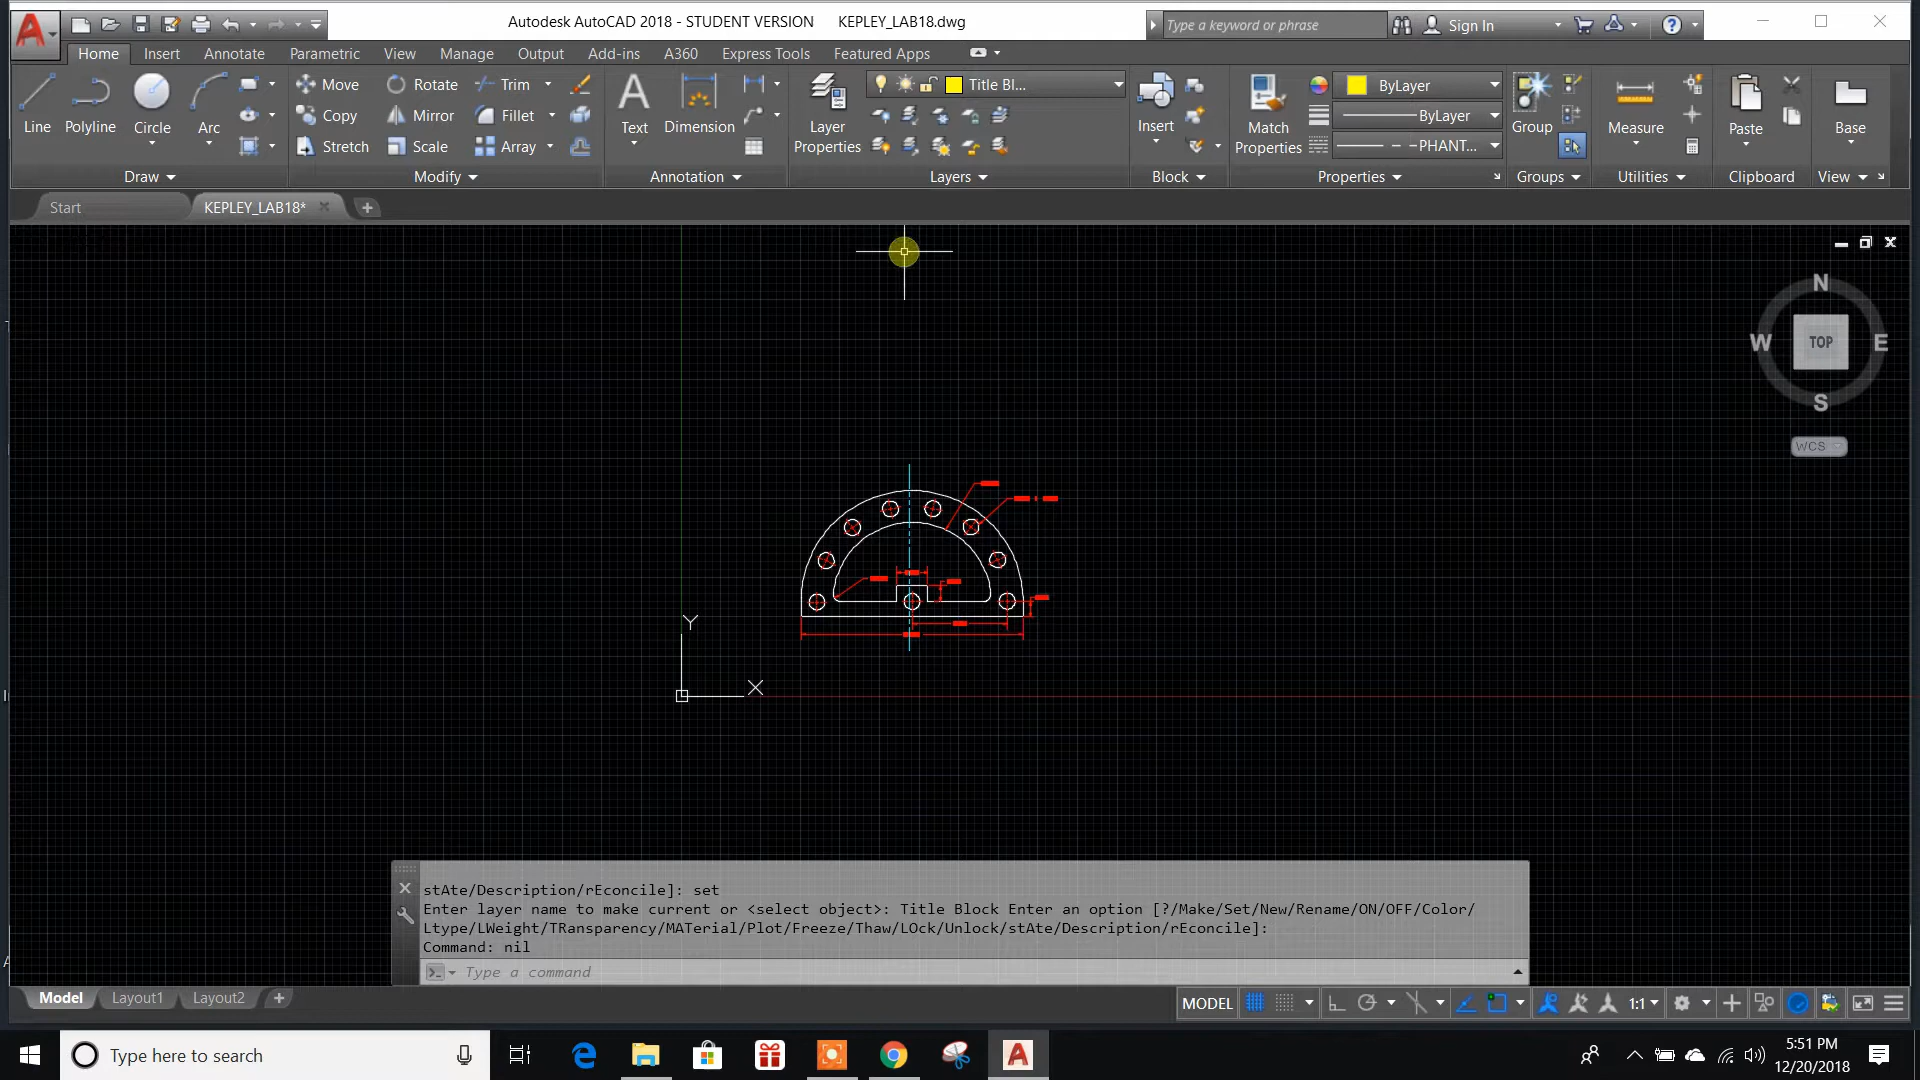 Autodesk AutoCAD 2018 - STUDENT VERSION KEPLEY_LAB18.dwg
Type a keyword or phrase
Sign In
Home Insert Annotate Parametric View Manage Output Add-ins A360 Express Tools Featured Apps
Line
Polyline
Circle
Arc
Draw
Move Rotate Trim
Copy Mirror Fillet
Stretch Scale Array
Modify
Text
Dimension
Annotation
Layer
Properties
Title Bl...
Layers
Insert
Block
Match
Properties
ByLayer
ByLayer
PHANT...
Properties
Group
Groups
Measure
Utilities
Paste
Clipboard
Base
View
Start KEPLEY_LAB18*
N
W TOP E
S
WCS
Y
X
stAte/Description/rEconcile]: set
Enter layer name to make current or <select object>: Title Block Enter an option [?/Make/Set/New/Rename/ON/OFF/Color/
Ltype/LWeight/TRansparency/MATerial/Plot/Freeze/Thaw/LOck/Unlock/stAte/Description/rEconcile]:
Command: nil
Type a command
Model Layout1 Layout2
MODEL 1:1
Type here to search
5:51 PM
12/20/2018